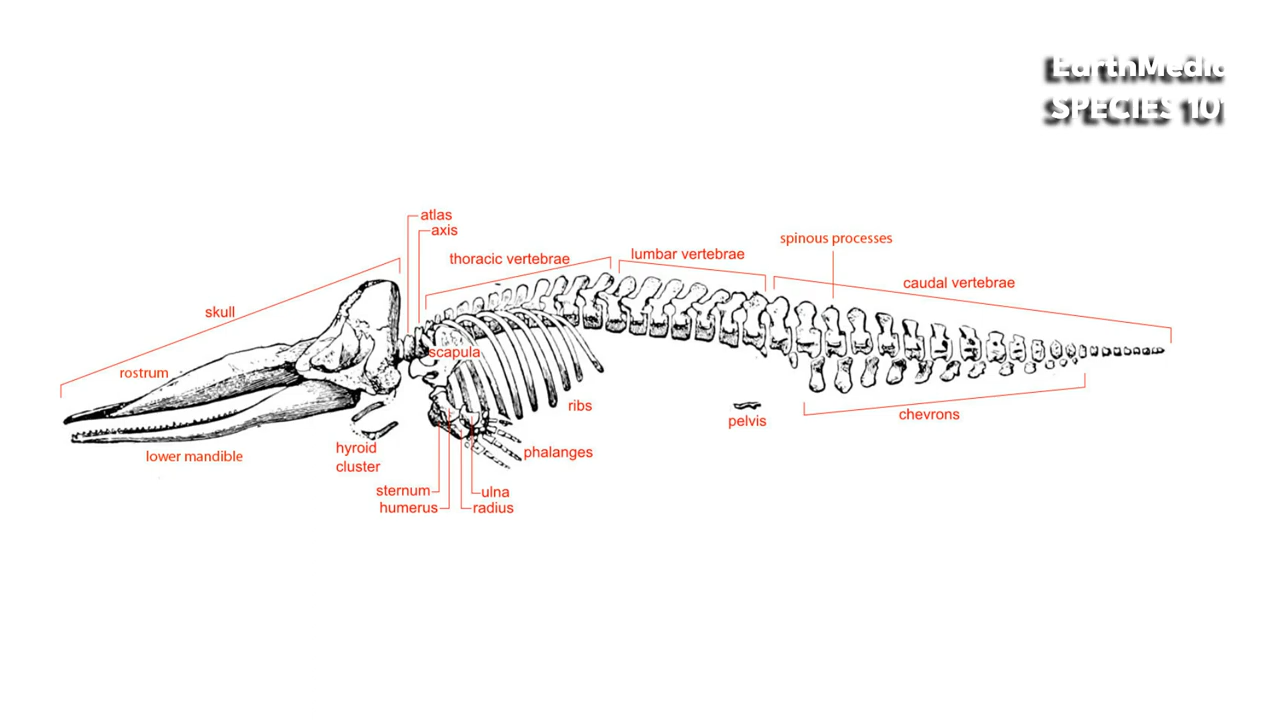 EarthMedia
SPECIES 101
atlas
axis
spinous processes
thoracic vertebrae
lumbar vertebrae
caudal vertebrae
skull
scapula
rostrum
ribs
chevrons
pelvis
hyroid
cluster
lower mandible
phalanges
sternum
ulna
humerus
radius